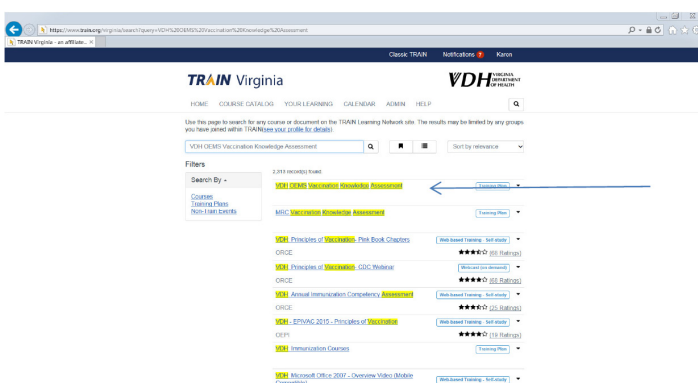 https://www.train.org/virginia/search?query=VDH%20OEMS%20Vaccination%20Knowledge%20Assessment
TRAIN Virginia - an affiliate...
Classic TRAIN Notifications 2 Karen
TRAIN Virginia
VDH VIRGINIA DEPARTMENT OF HEALTH
HOME COURSE CATALOG YOUR LEARNING CALENDAR ADMIN HELP
Use this page to search for any course or document on the TRAIN Learning Network site. The results may be limited by any groups
you have joined within TRAIN(see your profile for details).
VDH OEMS Vaccination Knowledge Assessment Sort by relevance
Filters
Search By
Courses
Training Plans
Non-Train Events
record(s) found
VDH OEMS Vaccination Knowledge Assessment Training Plan
MRC Vaccination Knowledge Assessment Training Plan
VDH Principles of Vaccination- Pink Book Chapters Web based Training - Self-study
ORCE (68 Ratings)
VDH Principles of Vaccination- CDC Webinar Webcast (on demand)
ORCE (68 Ratings)
VDH Annual Immunization Competency Assessment Web based Training - Self-study
ORCE (25 Ratings)
VDH - EPIVAC 2015 - Principles of Vaccination Web based Training - Self-study
OEPI (19 Ratings)
VDH Immunization Courses Training Plan
VDH Microsoft Office 2007 - Overview Video (Mobile Web based Training - Self-study